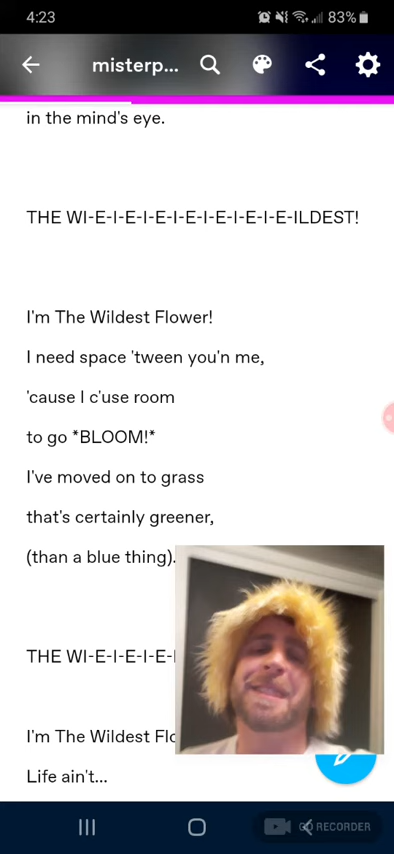 4:23
83%
misterp...
in the mind's eye.
THE WI-E-I-E-I-E-I-E-I-E-I-E-I-E-ILDEST!
I'm The Wildest Flower!
I need space 'tween you'n me,
'cause I c'use room
to go *BLOOM!*
I've moved on to grass
that's certainly greener,
(than a blue thing).
THE WI-E-I-E-I-E-
I'm The Wildest Flo
Life ain't...
GO RECORDER